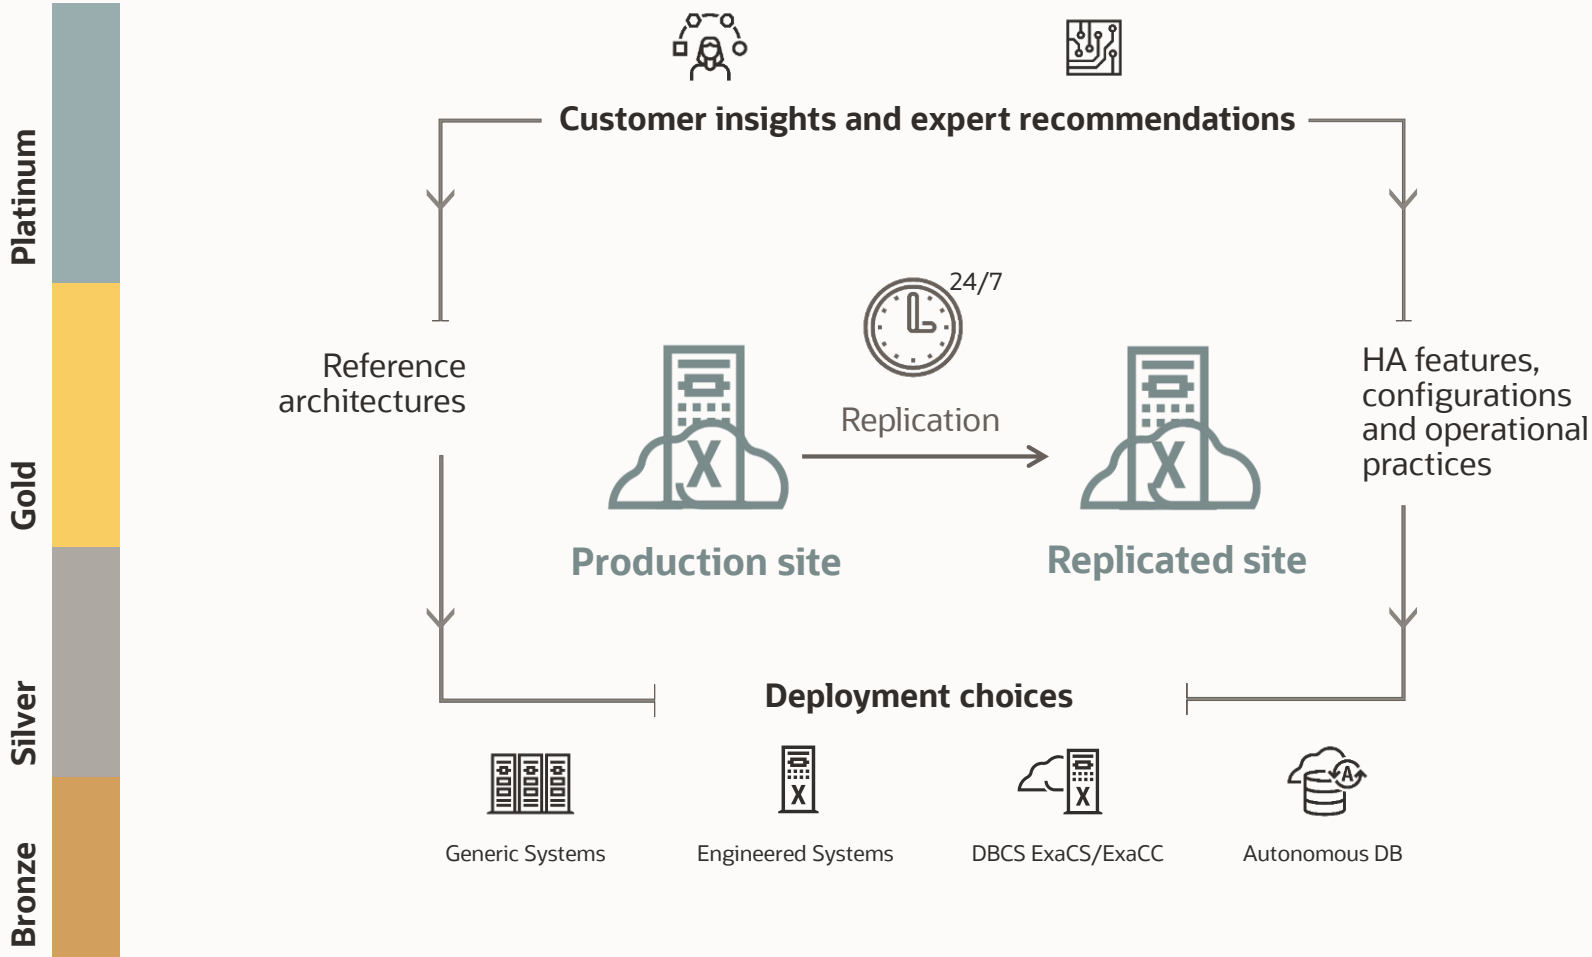 Platinum
Gold
Silver
Bronze
Customer insights and expert recommendations
24/7
Reference
architectures
Replication
HA features,
configurations
and operational
practices
X
X
Production site
Replicated site
Deployment choices
X
X
A
Generic Systems
Engineered Systems
DBCS ExaCS/ExaCC
Autonomous DB